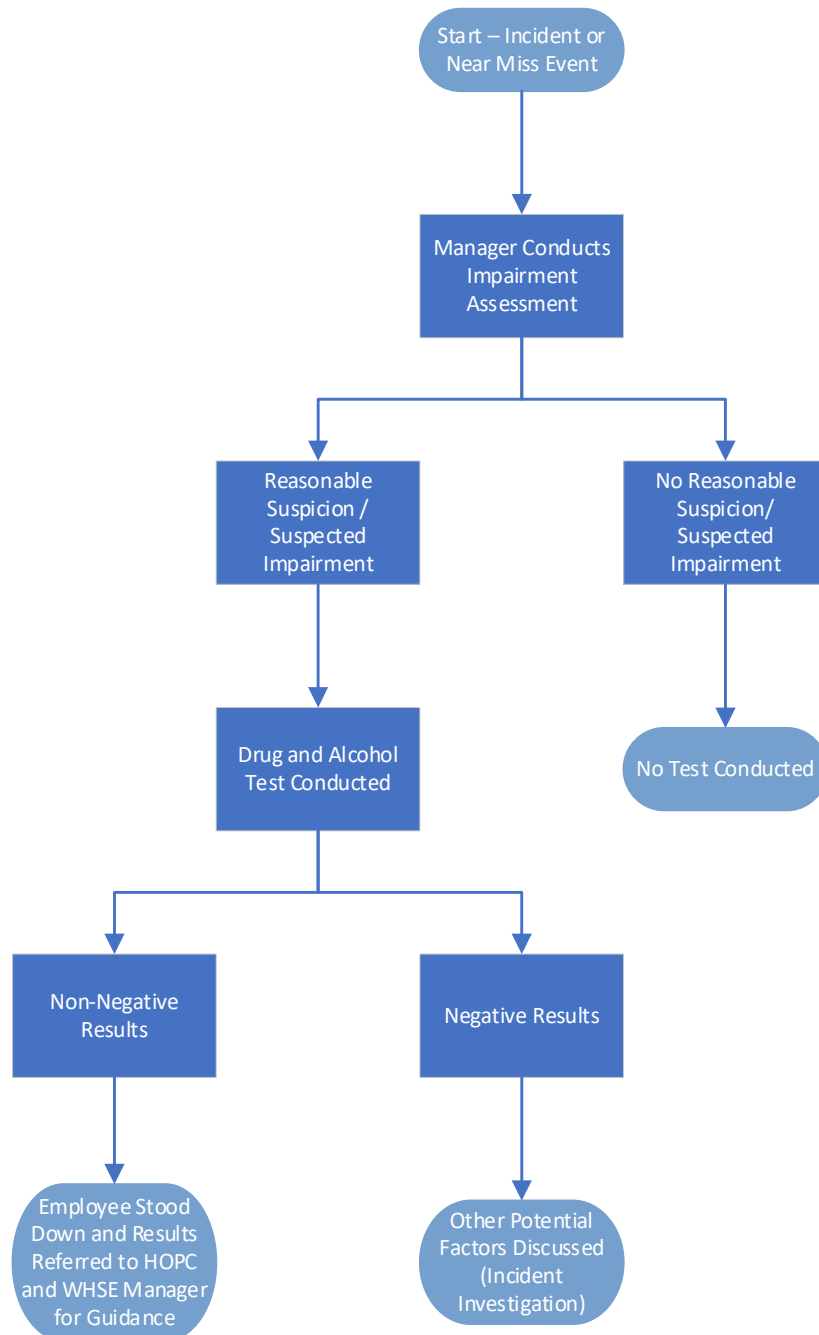 Start – Incident or
Near Miss Event
Manager Conducts
Impairment
Assessment
Reasonable
Suspicion /
Suspected
Impairment
No Reasonable
Suspicion/
Suspected
Impairment
Drug and Alcohol
Test Conducted
No Test Conducted
Non-Negative
Results
Negative Results
Employee Stood
Down and Results
Referred to HOPC
and WHSE Manager
for Guidance
Other Potential
Factors Discussed
(Incident
Investigation)